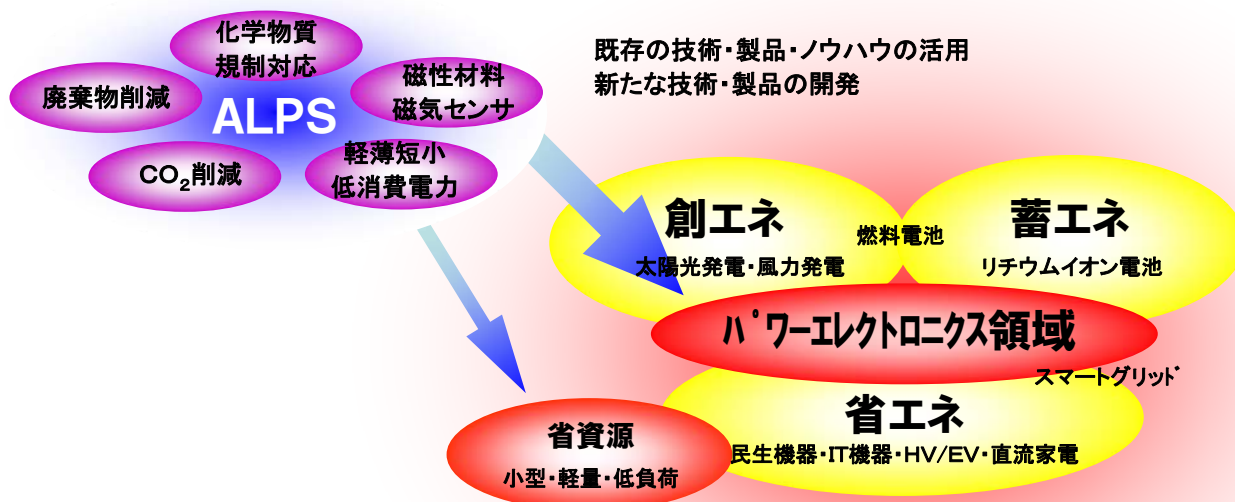 化学物質
規制対応
廃棄物削減
磁性材料
磁気センサ
ALPS
CO₂削減
軽薄短小
低消費電力
既存の技術・製品・ノウハウの活用
新たな技術・製品の開発
創エネ
太陽光発電・風力発電
燃料電池
蓄エネ
リチウムイオン電池
パワーエレクトロニクス領域
スマートグリッド
省エネ
民生機器・IT機器・HV/EV・直流家電
省資源
小型・軽量・低負荷